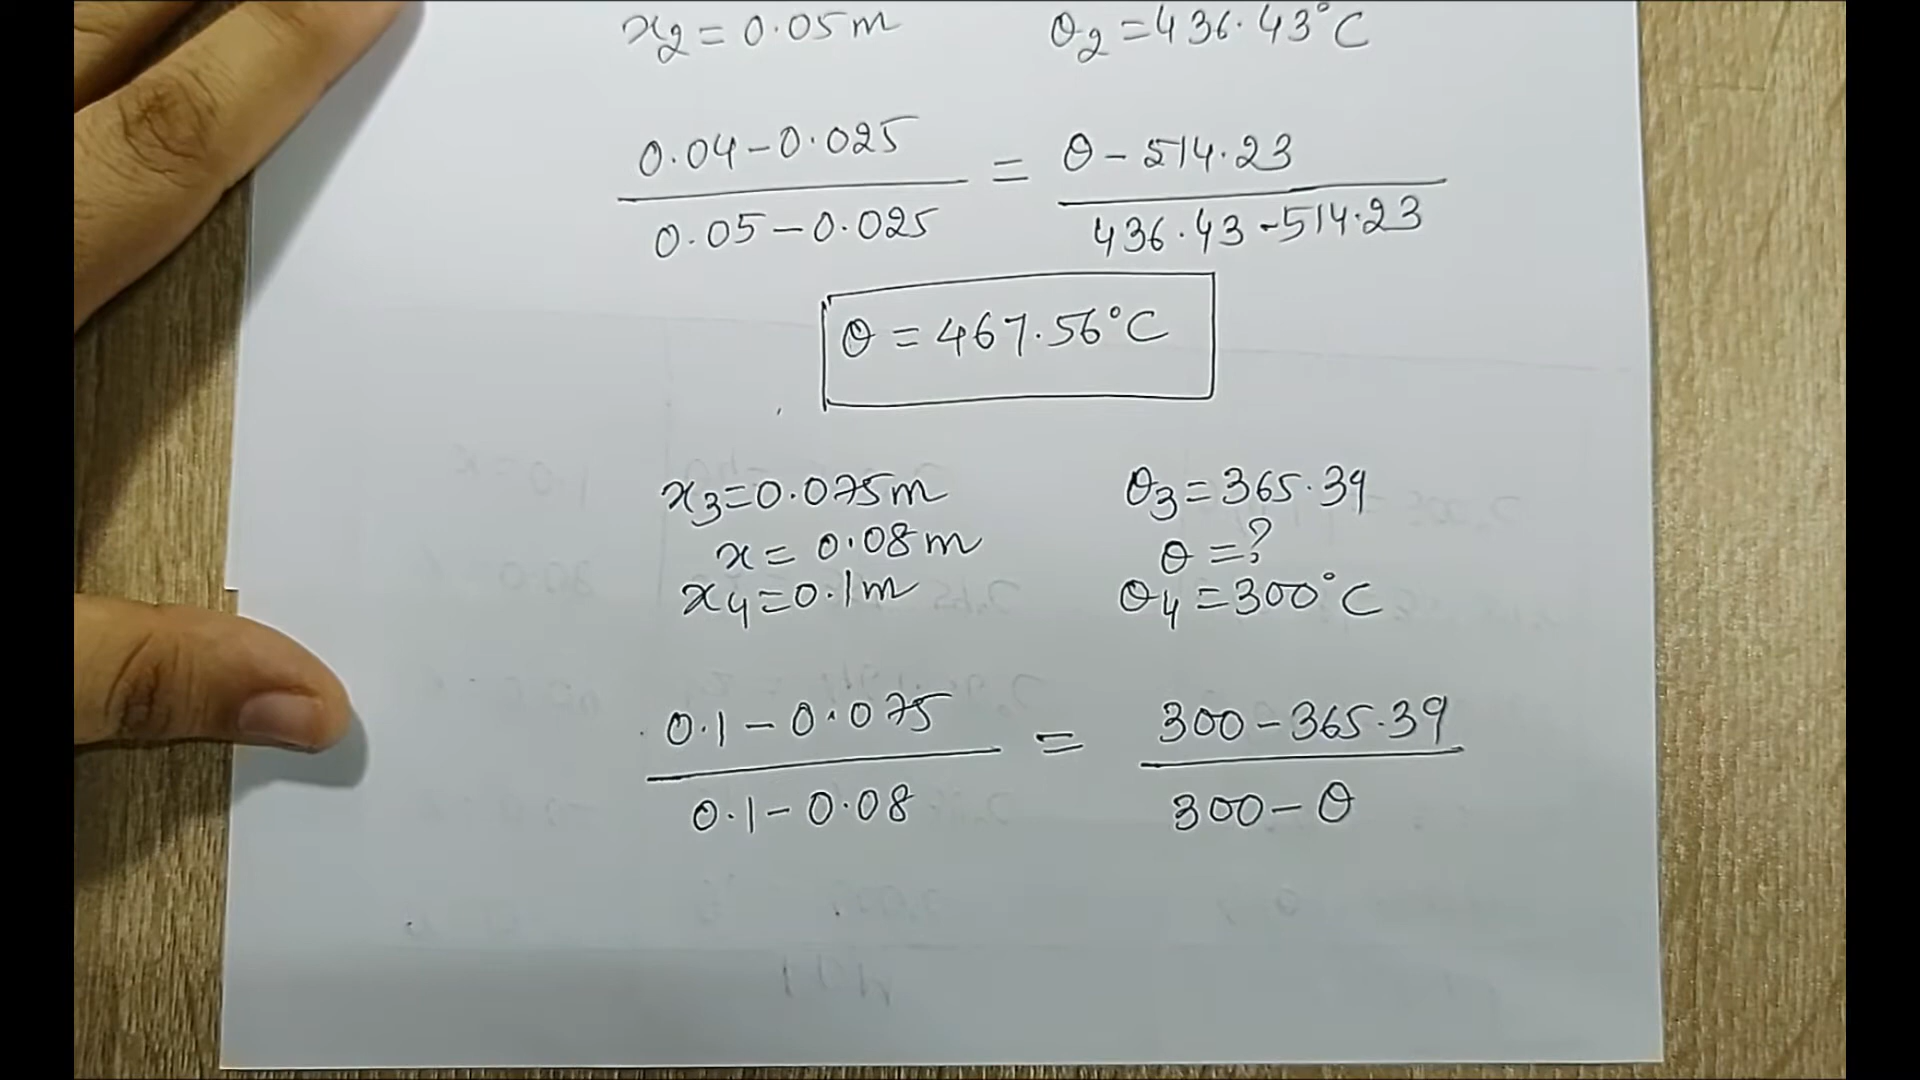 x₂ = 0.05m θ₂ = 436.43°C
0.04 - 0.025 / 0.05 - 0.025 = θ - 514.23 / 436.43 - 514.23
θ = 467.56°C
x₃ = 0.075m θ₃ = 365.39
x = 0.08m θ = ?
x₄ = 0.1m θ₄ = 300°C
0.1 - 0.075 / 0.1 - 0.08 = 300 - 365.39 / 300 - θ